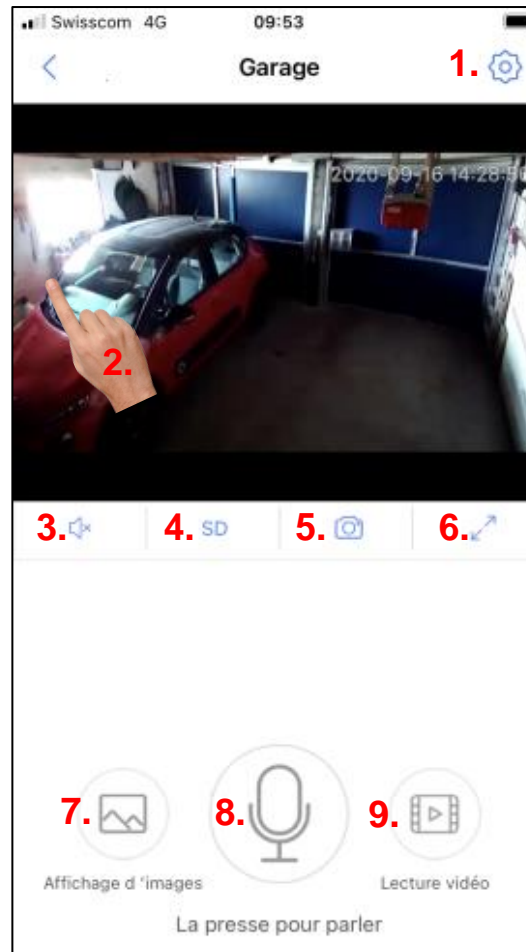 Swisscom 4G 09:53
Garage 1.
2020-09-16 14:28:50
2.
3. 4. SD 5. 6.
7. 8. 9.
Affichage d 'images Lecture vidéo
La presse pour parler